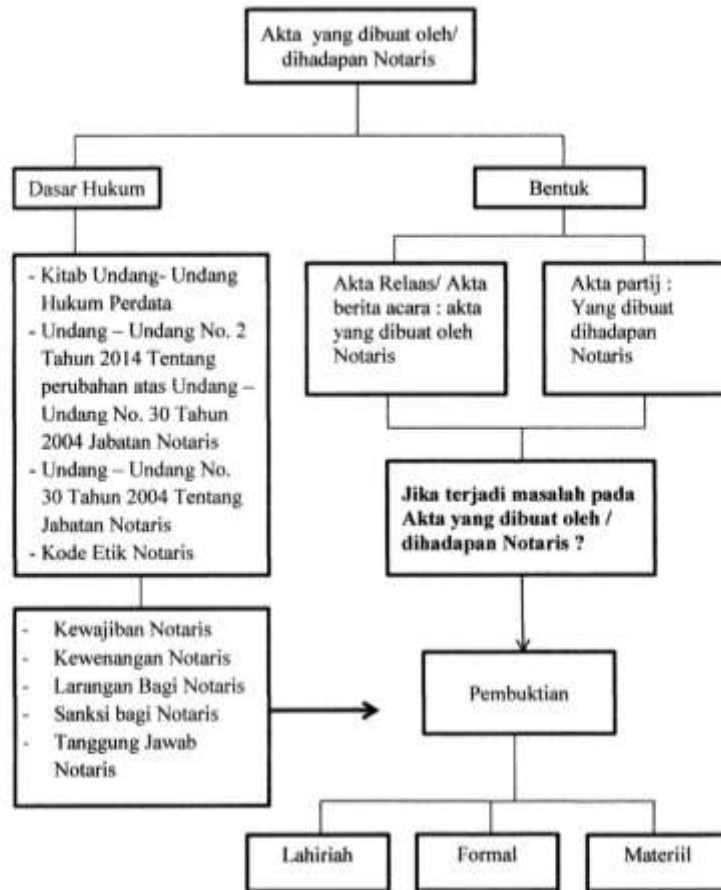 Akta yang dibuat oleh/
dihadapan Notaris
Dasar Hukum
Bentuk
- Kitab Undang- Undang
Hukum Perdata
- Undang – Undang No. 2
Tahun 2014 Tentang
perubahan atas Undang –
Undang No. 30 Tahun
2004 Jabatan Notaris
- Undang – Undang No.
30 Tahun 2004 Tentang
Jabatan Notaris
- Kode Etik Notaris
Akta Relaas/ Akta
berita acara : akta
yang dibuat oleh
Notaris
Akta partij :
Yang dibuat
dihadapan
Notaris
Jika terjadi masalah pada
Akta yang dibuat oleh /
dihadapan Notaris ?
- Kewajiban Notaris
- Kewenangan Notaris
- Larangan Bagi Notaris
- Sanksi bagi Notaris
- Tanggung Jawab
Notaris
Pembuktian
Lahiriah
Formal
Materiil